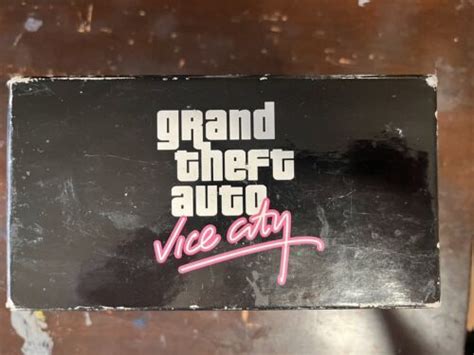 grand
theft
auto
Vice City